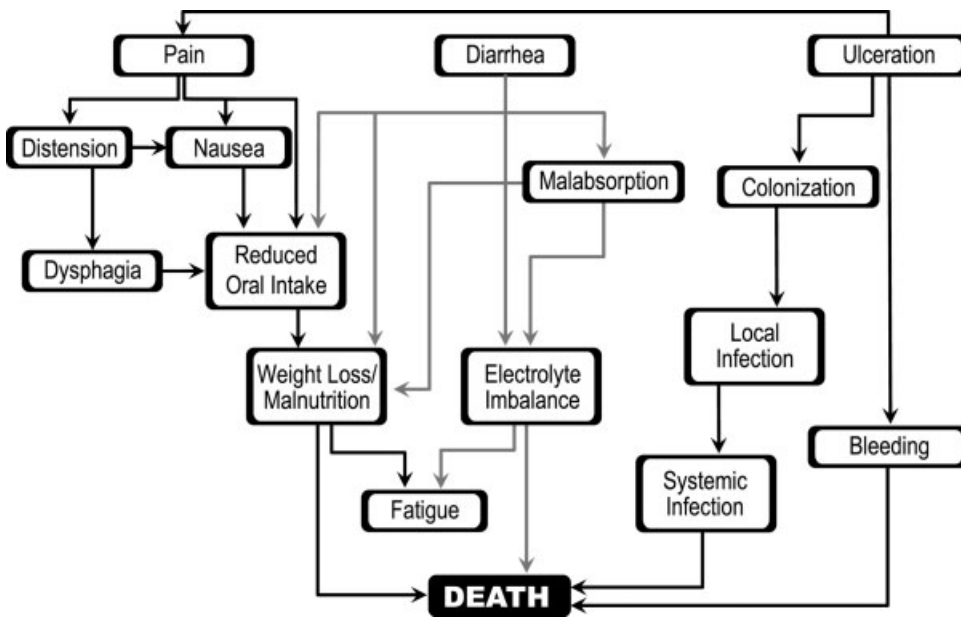 Pain
Diarrhea
Ulceration
Distension
Nausea
Malabsorption
Colonization
Dysphagia
Reduced
Oral Intake
Local
Infection
Weight Loss/
Malnutrition
Electrolyte
Imbalance
Bleeding
Systemic
Infection
Fatigue
DEATH